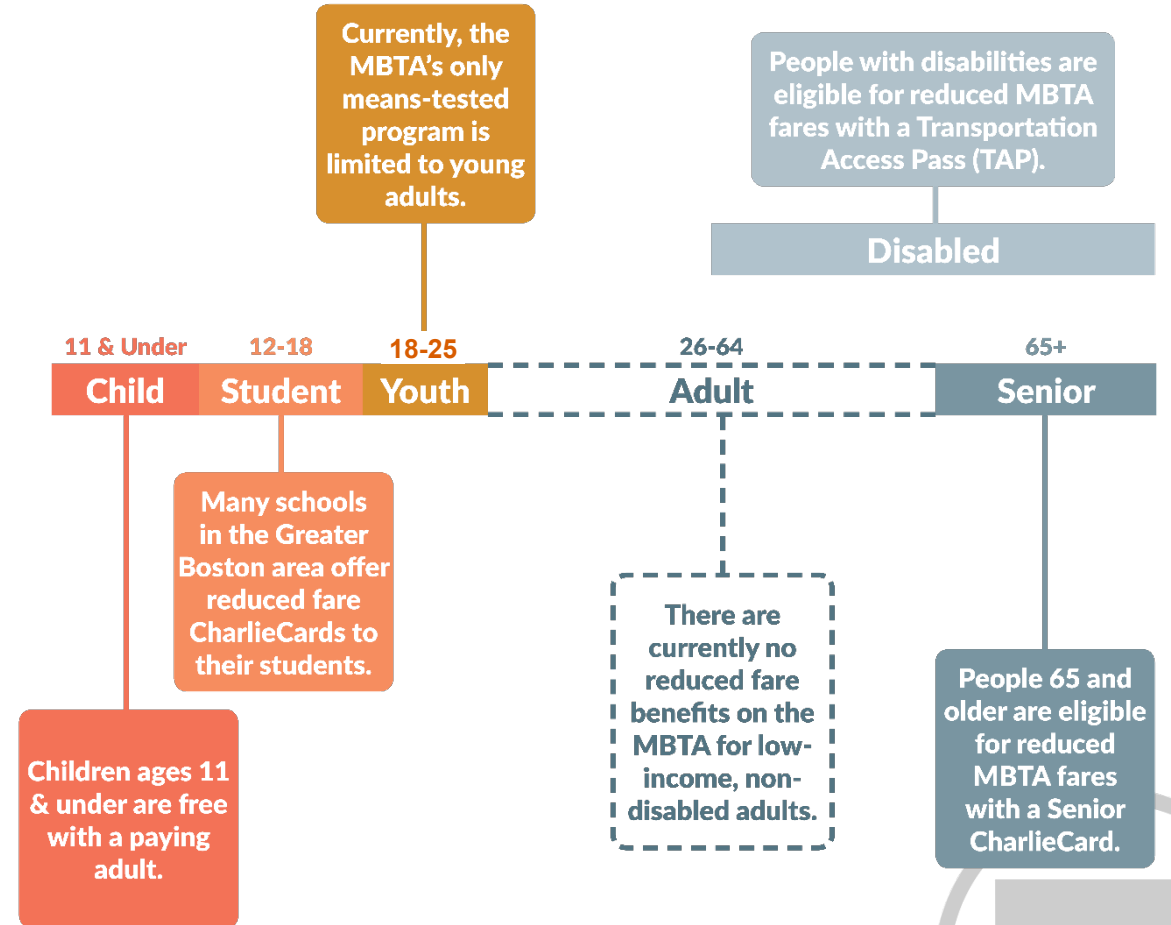 Currently, the
MBTA's only
means-tested
program is
limited to young
adults.
People with disabilities are
eligible for reduced MBTA
fares with a Transportation
Access Pass (TAP).
Disabled
11 & Under
12-18
18-25
26-64
65+
Child
Student
Youth
Adult
Senior
Many schools
in the Greater
Boston area offer
reduced fare
CharlieCards to
their students.
There are
currently no
reduced fare
benefits on the
MBTA for low-
income, non-
disabled adults.
People 65 and
older are eligible
for reduced
MBTA fares
with a Senior
CharlieCard.
Children ages 11
& under are free
with a paying
adult.